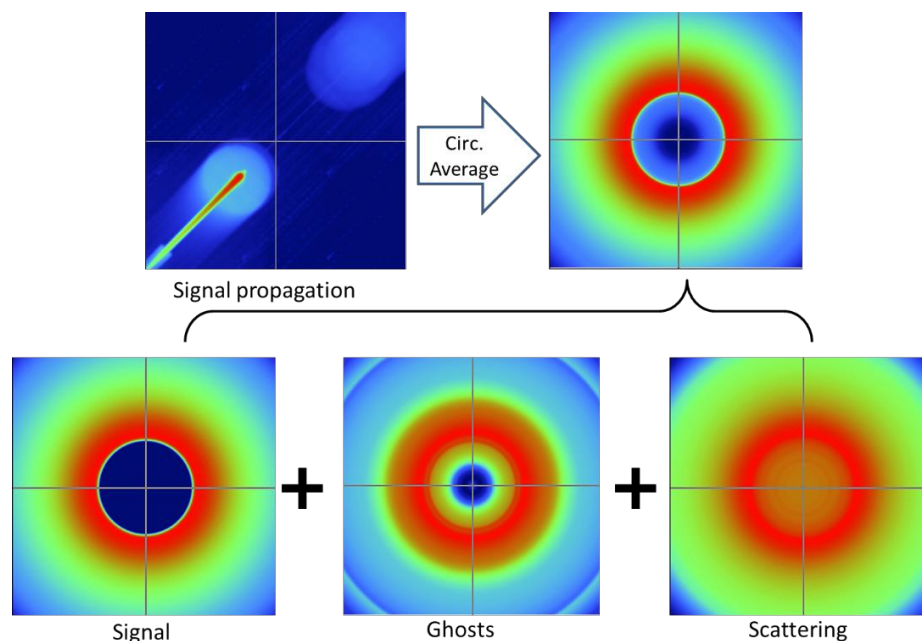 Circ.
Average
Signal propagation
+
+
Signal
Ghosts
Scattering